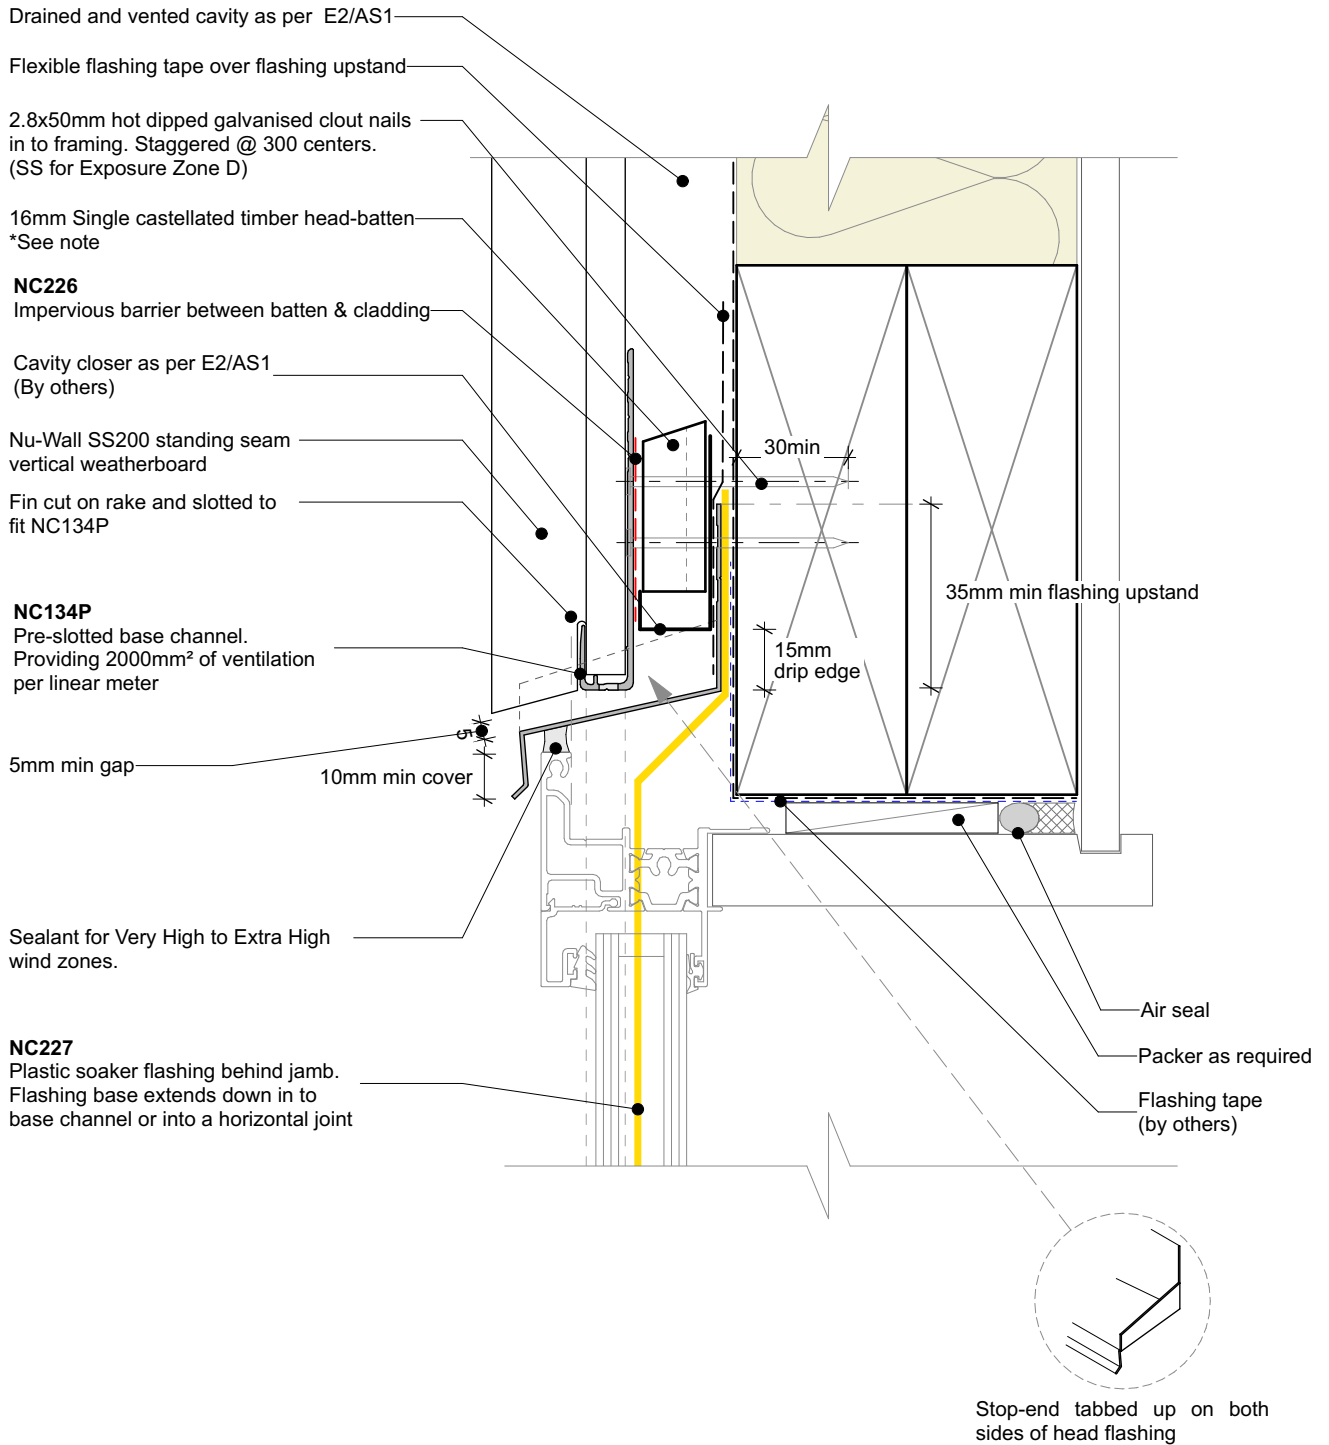 Drained and vented cavity as per E2/AS1
Flexible flashing tape over flashing upstand
2.8x50mm hot dipped galvanised clout nails
in to framing. Staggered @ 300 centers.
(SS for Exposure Zone D)
16mm Single castellated timber head-batten
*See note
NC226
Impervious barrier between batten & cladding
Cavity closer as per E2/AS1
(By others)
Nu-Wall SS200 standing seam
vertical weatherboard
Fin cut on rake and slotted to
fit NC134P
NC134P
Pre-slotted base channel.
Providing 2000mm² of ventilation
per linear meter
5mm min gap
5
10mm min cover
30min
35mm min flashing upstand
15mm
drip edge
Sealant for Very High to Extra High
wind zones.
NC227
Plastic soaker flashing behind jamb.
Flashing base extends down in to
base channel or into a horizontal joint
Air seal
Packer as required
Flashing tape
(by others)
Stop-end tabbed up on both
sides of head flashing